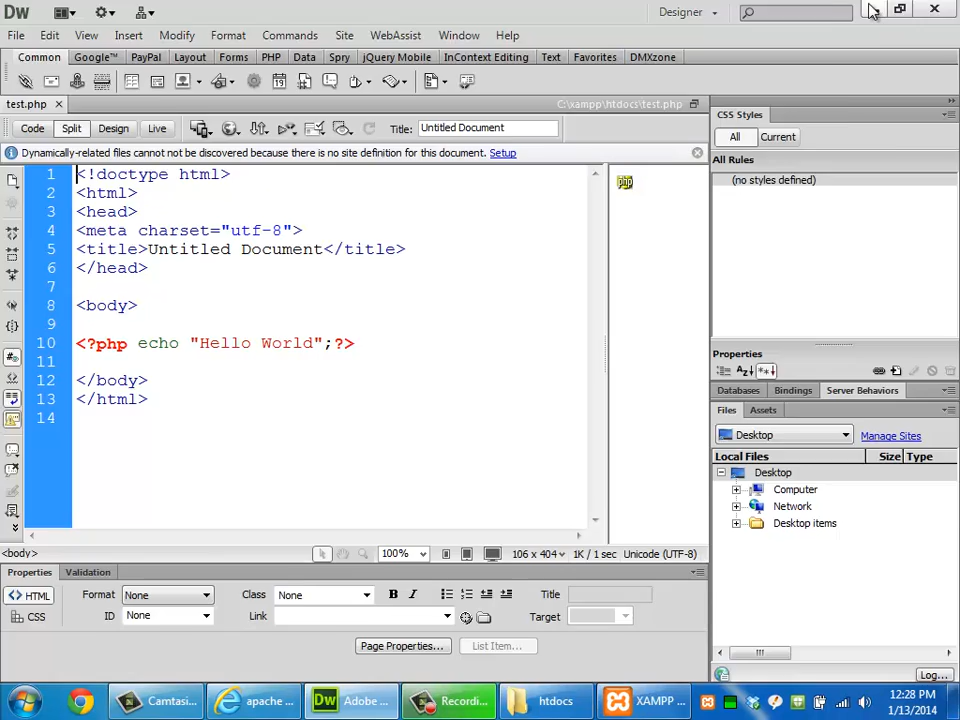 Dw Designer
File Edit View Insert Modify Format Commands Site WebAssist Window Help
Common Google™ PayPal Layout Forms PHP Data Spry jQuery Mobile InContext Editing Text Favorites DMXzone
test.php C:\xampp\htdocs\test.php
Code Split Design Live Title: Untitled Document
Dynamically-related files cannot not be discovered because there is no site definition for this document. Setup
1 <!doctype html>
2 <html>
3 <head>
4 <meta charset="utf-8">
5 <title>Untitled Document</title>
6 </head>
7
8 <body>
9
10 <?php echo "Hello World";?>
11
12 </body>
13 </html>
14
php
CSS Styles
All Current
All Rules
(no styles defined)
Properties
Databases Bindings Server Behaviors
Files Assets
Desktop Manage Sites
Local Files Size Type
Desktop
Computer
Network
Desktop items
Log...
<body> 100% 106 x 404 1K / 1 sec Unicode (UTF-8)
Properties Validation
HTML Format None Class None B I Title
CSS ID None Link Target
Page Properties... List Item...
Camtasi... apache ... Dw Adobe ... Recordi... htdocs XAMPP ... 12:28 PM
1/13/2014